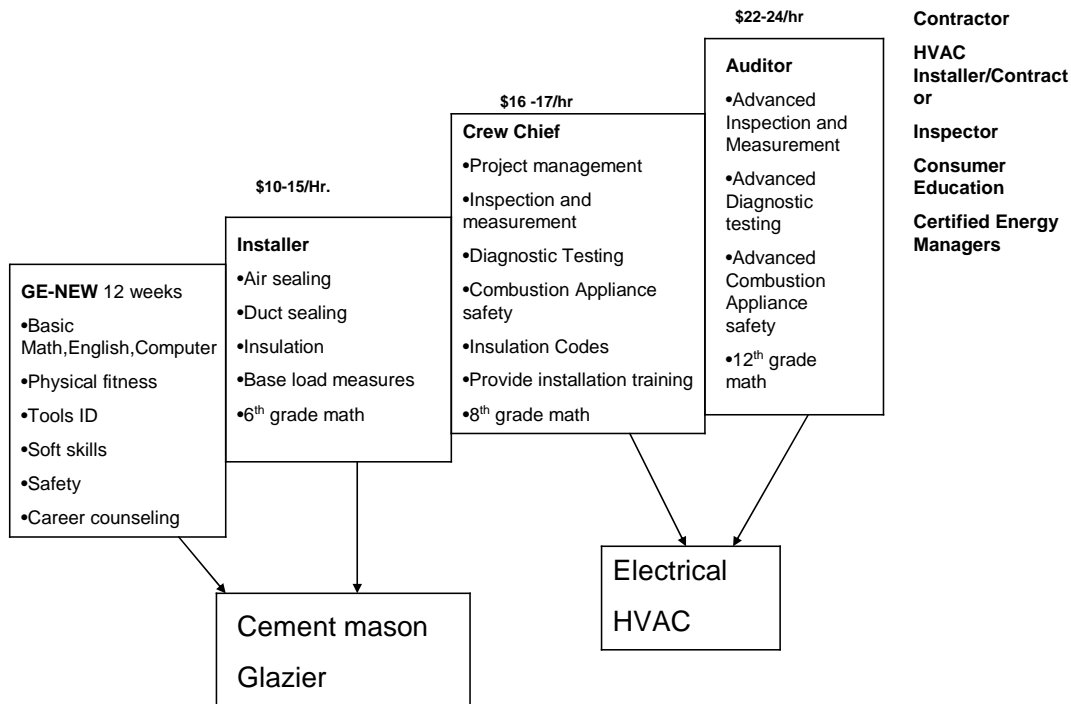 GE-NEW 12 weeks
•Basic
Math,English,Computer
•Physical fitness
•Tools ID
•Soft skills
•Safety
•Career counseling
$10-15/Hr.
Installer
•Air sealing
•Duct sealing
•Insulation
•Base load measures
•6th grade math
$16 -17/hr
Crew Chief
•Project management
•Inspection and
measurement
•Diagnostic Testing
•Combustion Appliance
safety
•Insulation Codes
•Provide installation training
•8th grade math
$22-24/hr
Auditor
•Advanced
Inspection and
Measurement
•Advanced
Diagnostic
testing
•Advanced
Combustion
Appliance
safety
•12th grade
math
Contractor
HVAC
Installer/Contract
or
Inspector
Consumer
Education
Certified Energy
Managers
Cement mason
Glazier
Electrical
HVAC